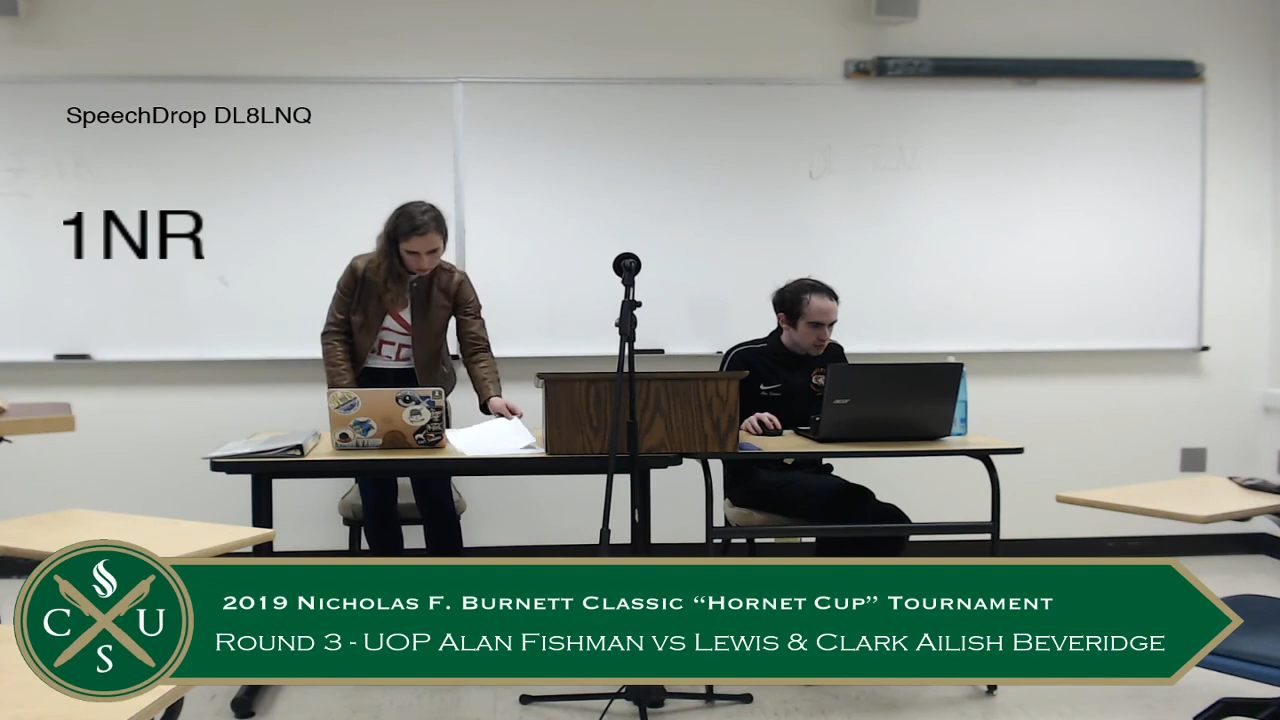 SpeechDrop DL8LNQ
1NR
acer
S
C U
S
2019 Nicholas F. Burnett Classic “Hornet Cup” Tournament
Round 3 - UOP Alan Fishman vs Lewis & Clark Ailish Beveridge